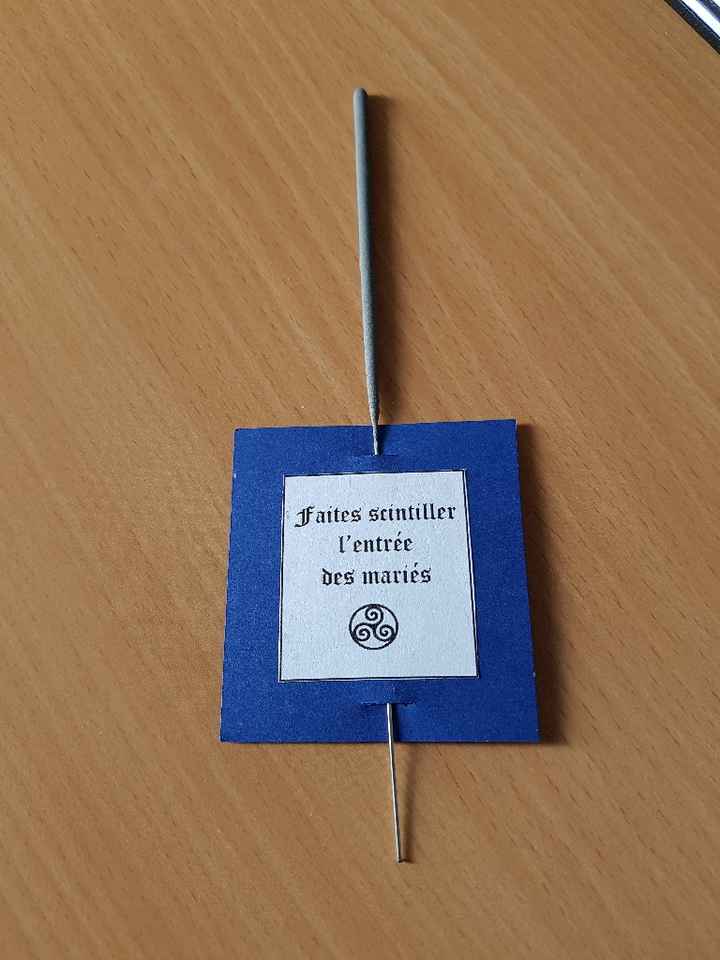 Faites scintiller
l'entrée
des mariés